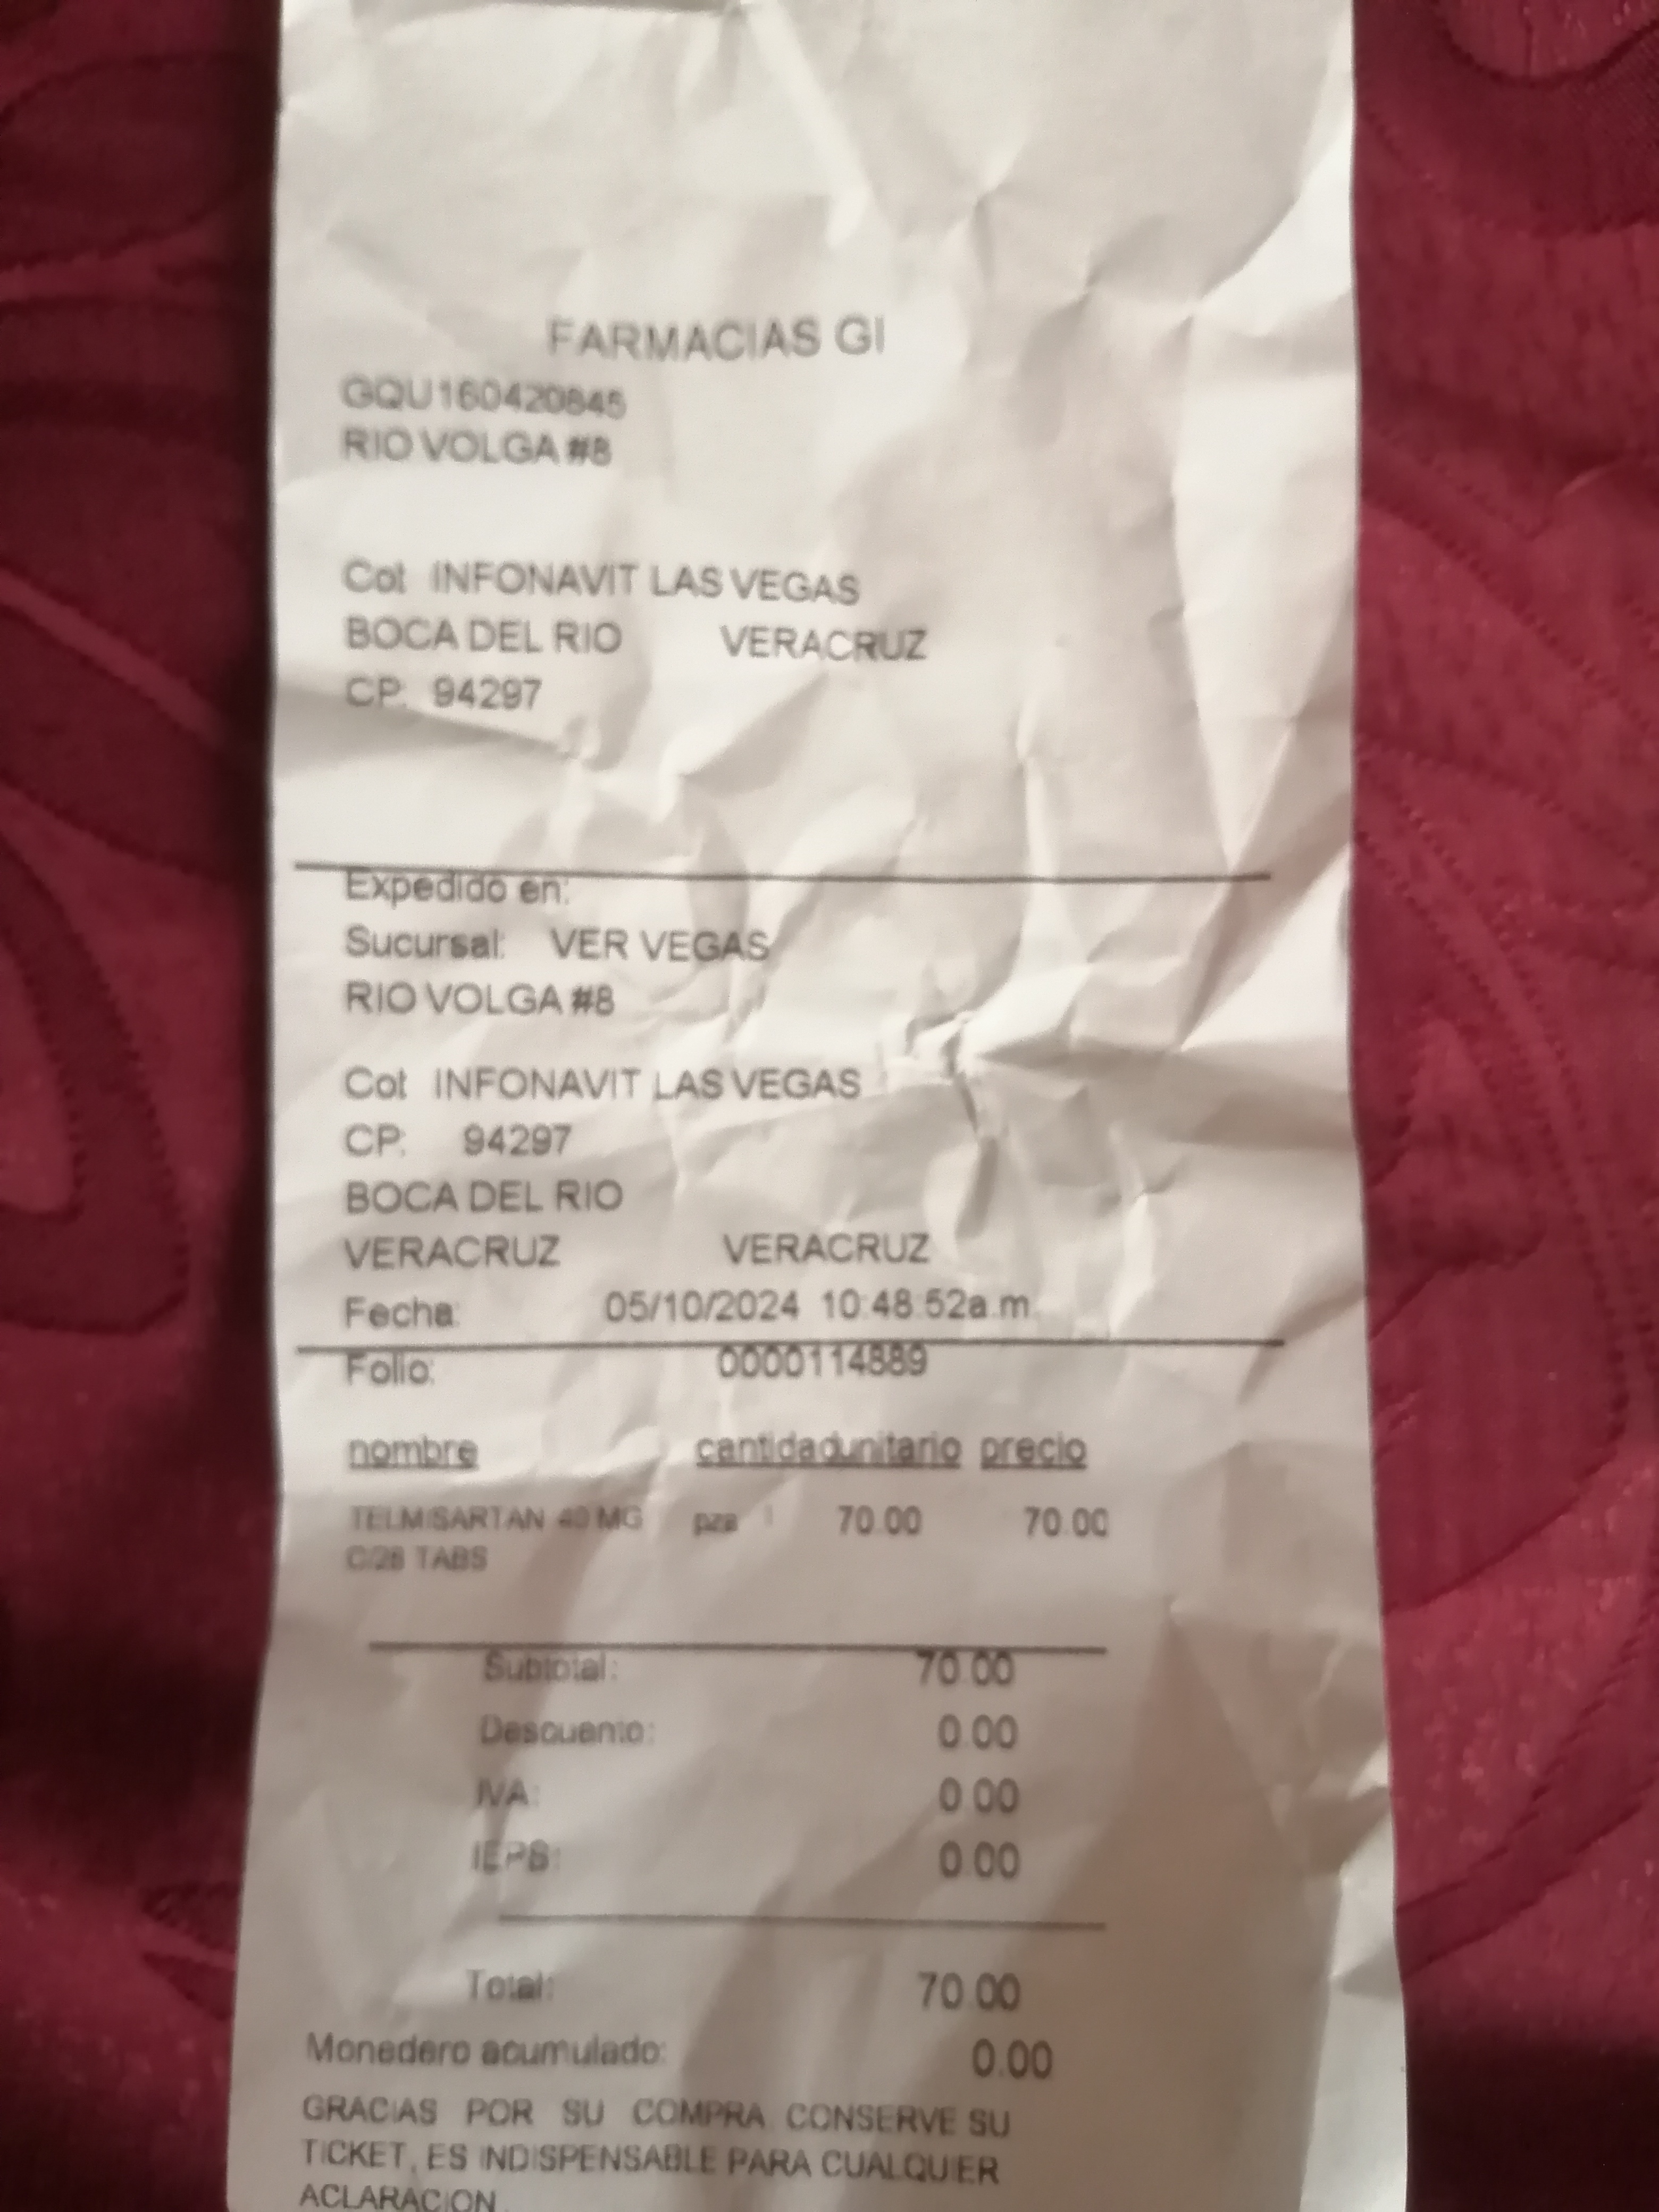 FARMACIAS GI
GQU160420845
RIO VOLGA #8
Col: INFONAVIT LAS VEGAS
BOCA DEL RIO VERACRUZ
CP: 94297
Expedido en:
Sucursal: VER VEGAS
RIO VOLGA #8
Col: INFONAVIT LAS VEGAS
CP: 94297
BOCA DEL RIO
VERACRUZ VERACRUZ
Fecha: 05/10/2024 10:48:52a.m.
Folio: 0000114889
nombre cantidad unitario precio
TELMISARTAN 40 MG pza 1 70.00 70.00
C/28 TABS
Subtotal: 70.00
Descuento: 0.00
IVA: 0.00
IEPS: 0.00
Total: 70.00
Monedero acumulado: 0.00
GRACIAS POR SU COMPRA. CONSERVE SU
TICKET, ES INDISPENSABLE PARA CUALQUIER
ACLARACION.